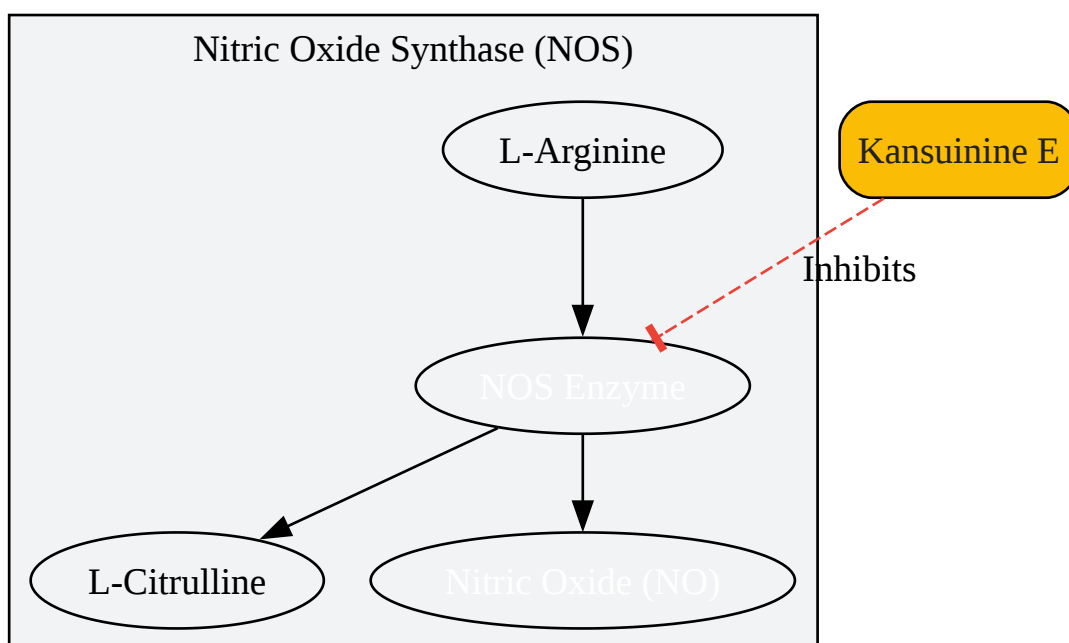 Nitric Oxide Synthase (NOS)
L-Arginine
Kansuinine E
Inhibits
NOS Enzyme
L-Citrulline
Nitric Oxide (NO)